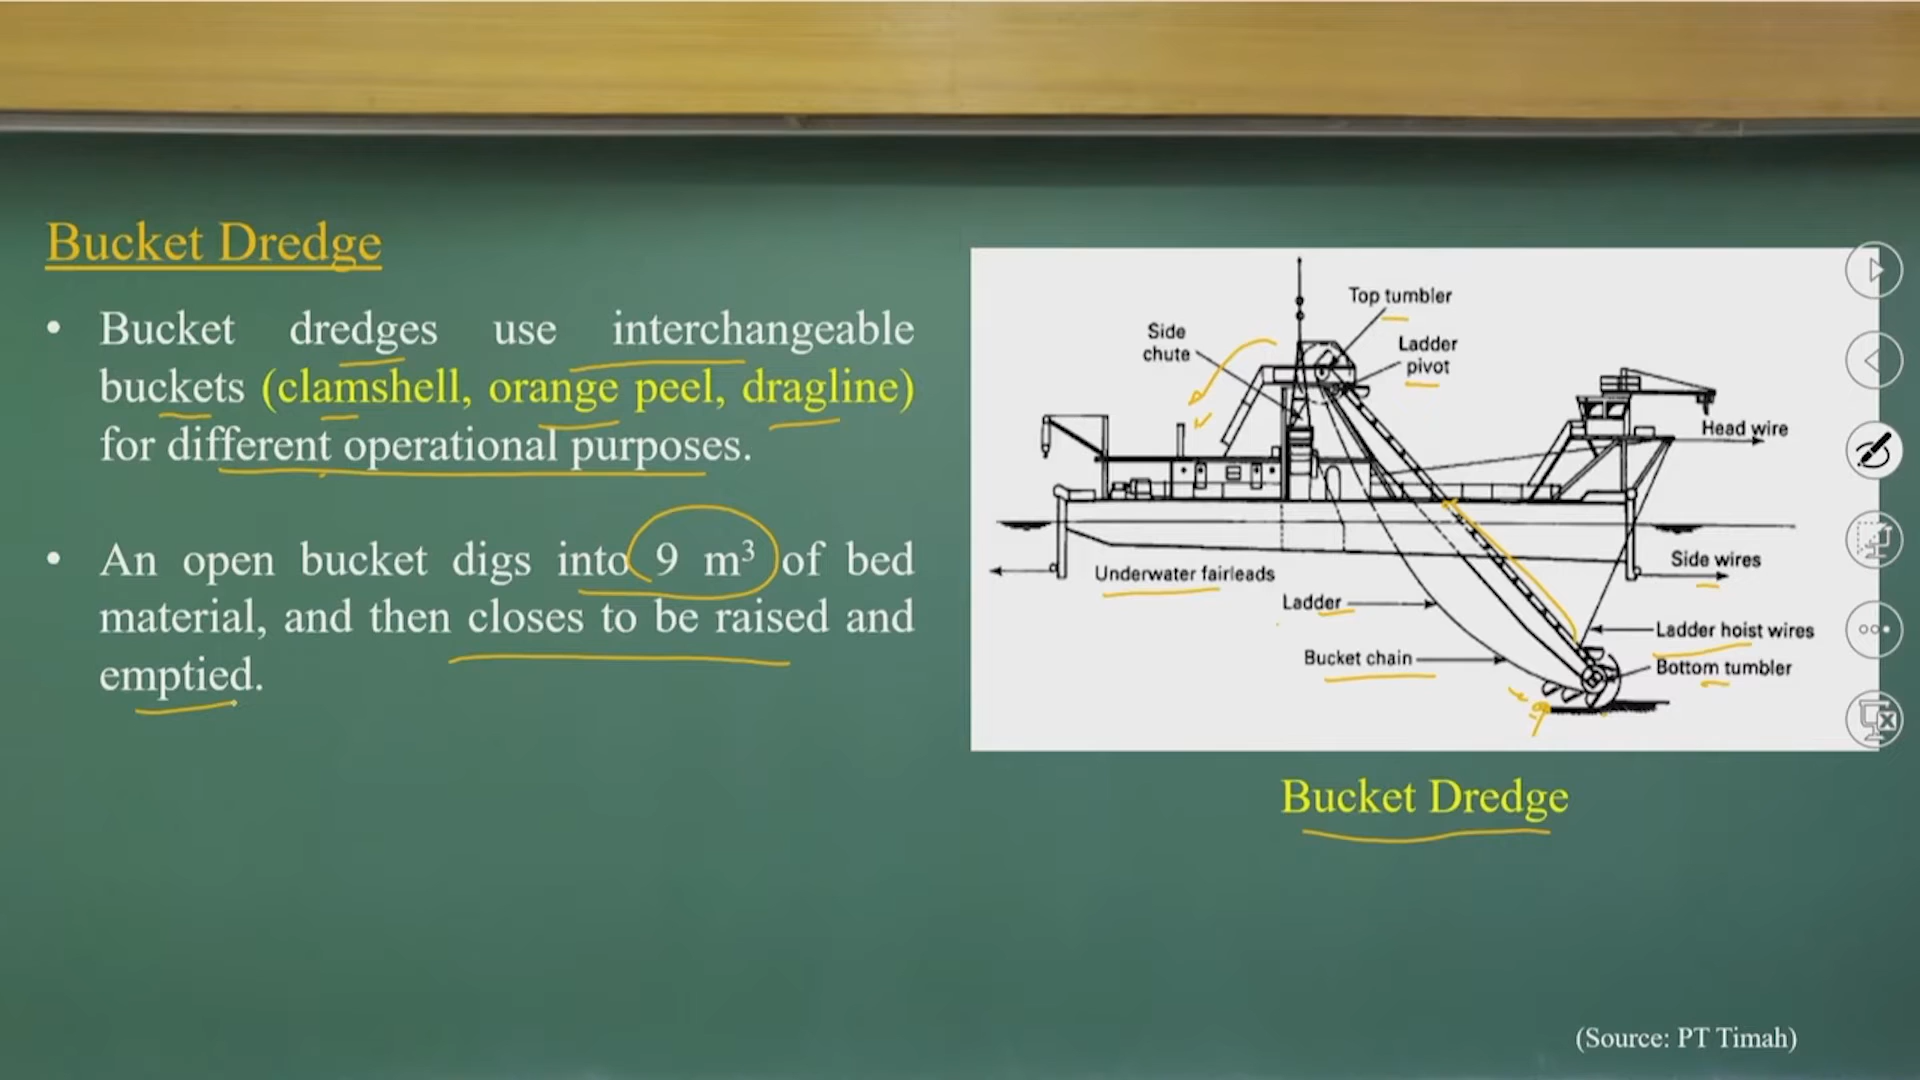 Bucket Dredge
• Bucket dredges use interchangeable
buckets (clamshell, orange peel, dragline)
for different operational purposes.
• An open bucket digs into 9 m³ of bed
material, and then closes to be raised and
emptied.
Top tumbler
Side
chute
Ladder
pivot
Head wire
Side wires
Underwater fairleads
Ladder
Ladder hoist wires
Bucket chain
Bottom tumbler
Bucket Dredge
(Source: PT Timah)